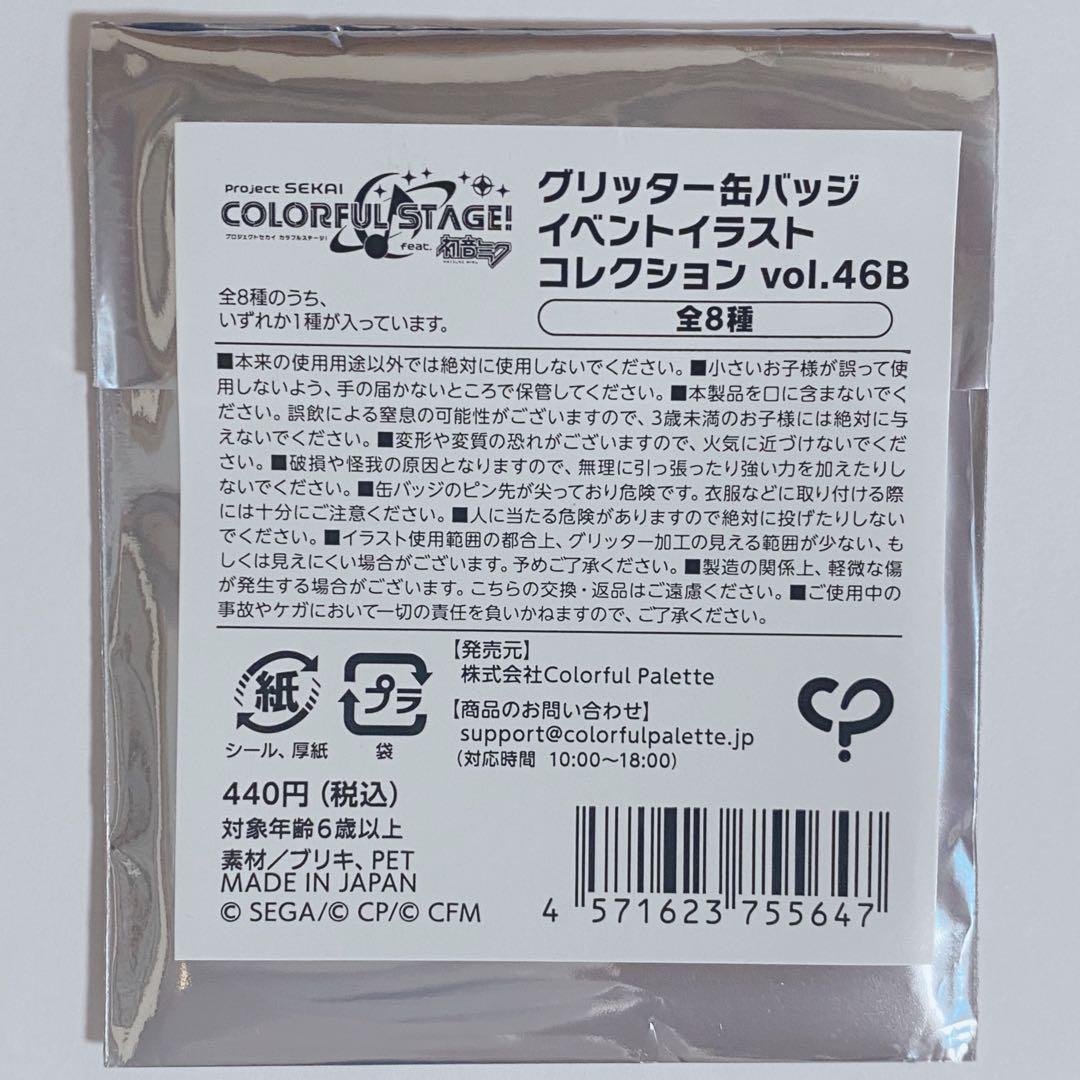 Project SEKAI
COLORFUL STAGE!
プロジェクトセカイ カラフルステージ!
feat. 初音ミク
HATSUNE MIKU
グリッター缶バッジ
イベントイラスト
コレクション vol.46B
全8種
全8種のうち、
いずれか1種が入っています。
■本来の使用用途以外では絶対に使用しないでください。■小さいお子様が誤って使
用しないよう、手の届かないところで保管してください。■本製品を口に含まないでく
ださい。誤飲による窒息の可能性がございますので、3歳未満のお子様には絶対に与
えないでください。■変形や変質の恐れがございますので、火気に近づけないでくだ
さい。■破損や怪我の原因となりますので、無理に引っ張ったり強い力を加えたりし
ないでください。■缶バッジのピン先が尖っており危険です。衣服などに取り付ける際
には十分にご注意ください。■人に当たる危険がありますので絶対に投げたりしない
でください。■イラスト使用範囲の都合上、グリッター加工の見える範囲が少ない、も
しくは見えにくい場合がございます。予めご了承ください。■製造の関係上、軽微な傷
が発生する場合がございます。こちらの交換・返品はご遠慮ください。■ご使用中の
事故やケガにおいて一切の責任を負いかねますので、ご了承ください。
紙
シール、厚紙
プラ
袋
【発売元】
株式会社Colorful Palette
【商品のお問い合わせ】
support@colorfulpalette.jp
(対応時間 10:00〜18:00)
440円(税込)
対象年齢6歳以上
素材/ブリキ、PET
MADE IN JAPAN
© SEGA/© CP/© CFM
4 571623 755647